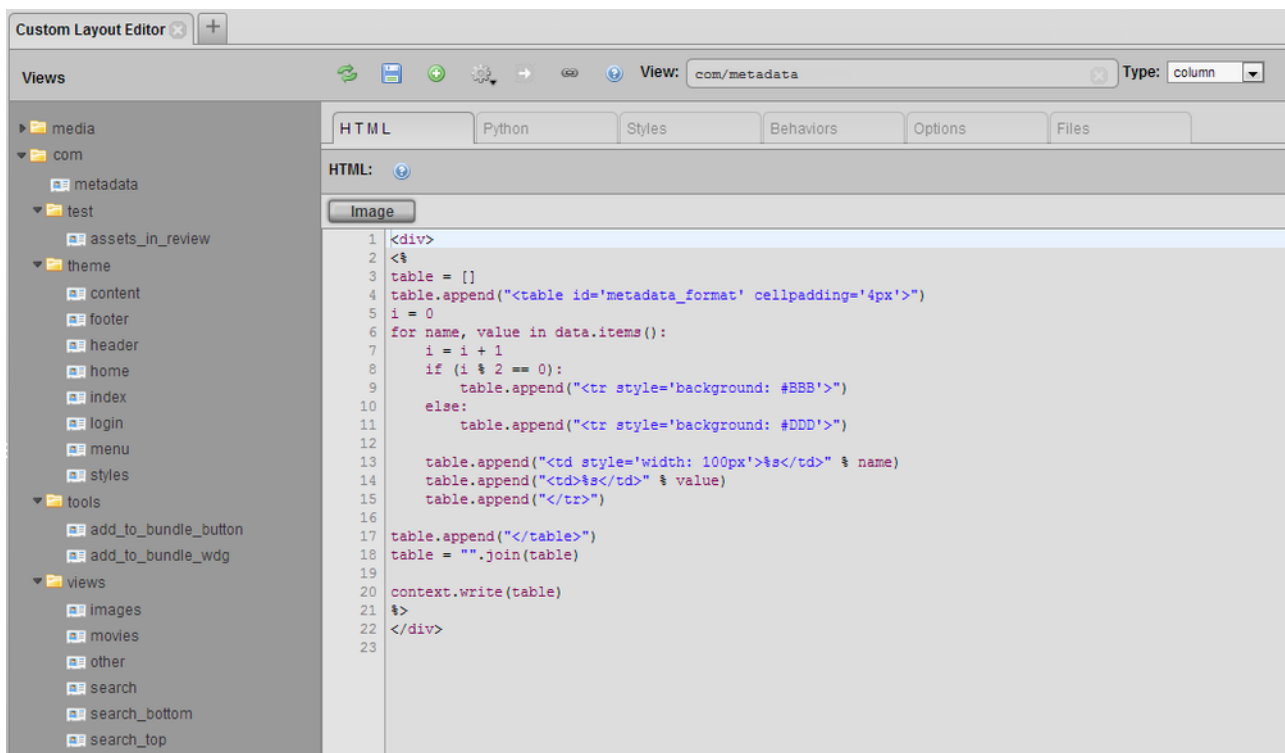 Custom Layout Editor
Views
View: com/metadata Type: column
media
com
metadata
test
assets_in_review
theme
content
footer
header
home
index
login
menu
styles
tools
add_to_bundle_button
add_to_bundle_wdg
views
images
movies
other
search
search_bottom
search_top
HTML Python Styles Behaviors Options Files
HTML:
Image
1 <div>
2 <%
3 table = []
4 table.append("<table id='metadata_format' cellpadding='4px'>")
5 i = 0
6 for name, value in data.items():
7     i = i + 1
8     if (i % 2 == 0):
9         table.append("<tr style='background: #BBB'>")
10     else:
11         table.append("<tr style='background: #DDD'>")
12
13     table.append("<td style='width: 100px'>%s</td>" % name)
14     table.append("<td>%s</td>" % value)
15     table.append("</tr>")
16
17 table.append("</table>")
18 table = "".join(table)
19
20 context.write(table)
21 %>
22 </div>
23